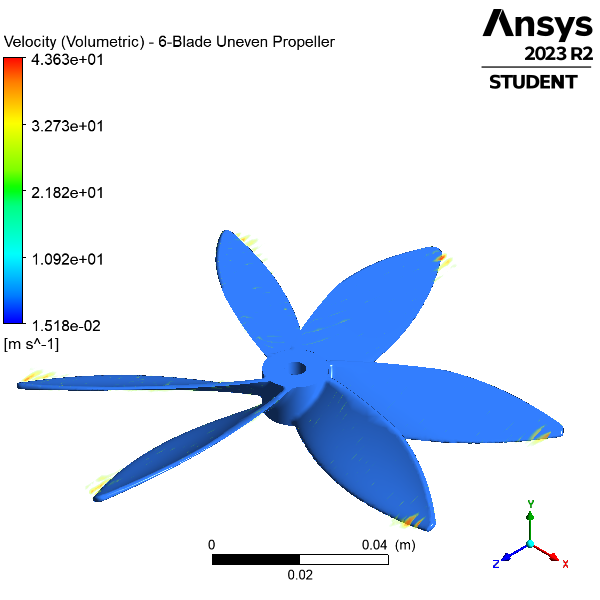 Ansys
2023 R2
STUDENT
Velocity (Volumetric) - 6-Blade Uneven Propeller
4.363e+01
3.273e+01
2.182e+01
1.092e+01
1.518e-02
[m s^-1]
0
0.04 (m)
0.02
Y
Z
X